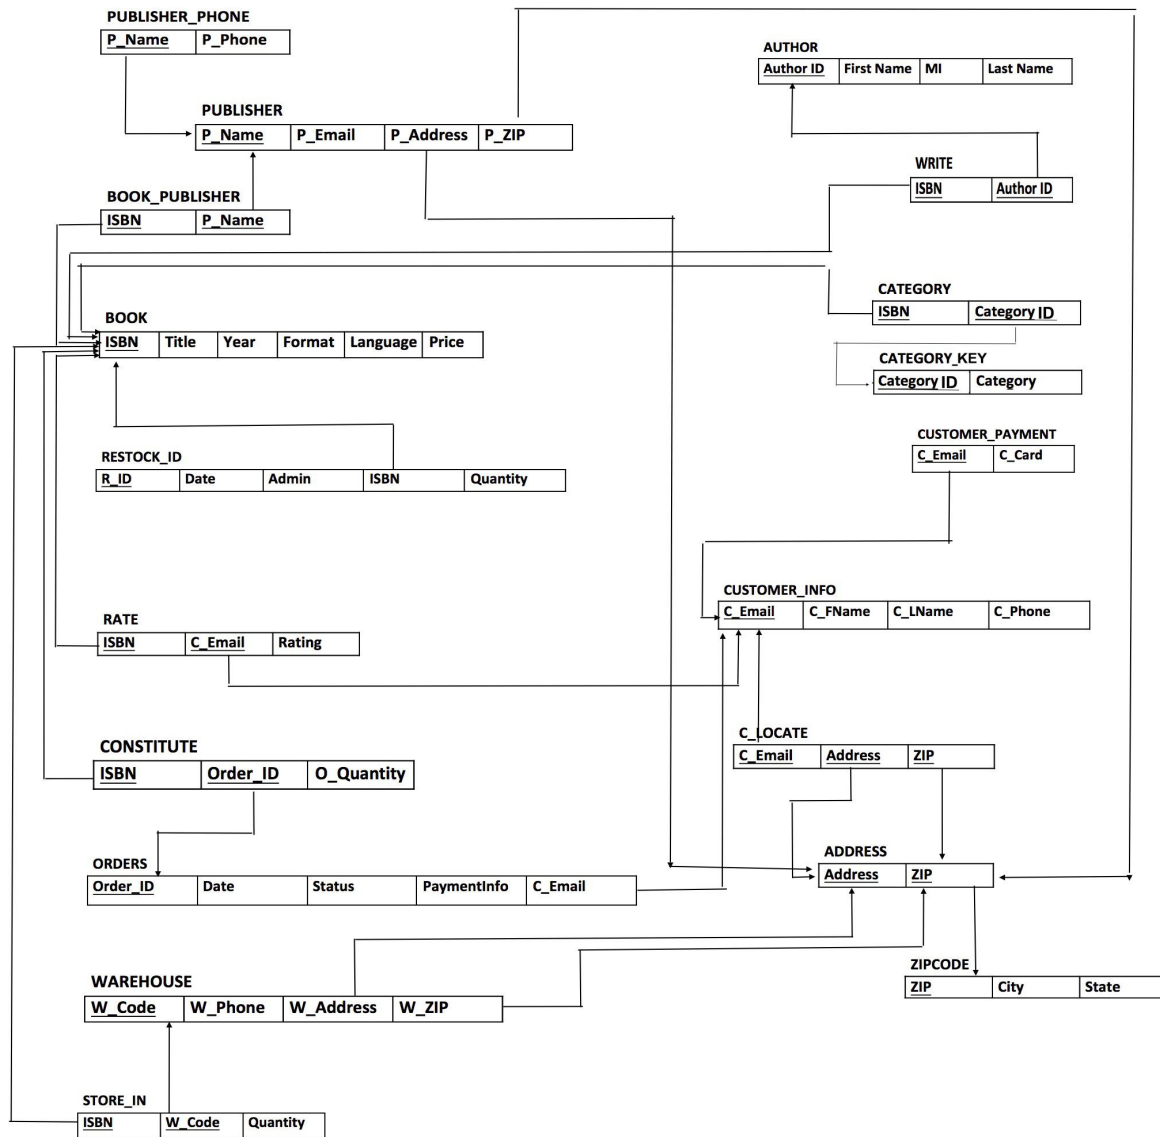 PUBLISHER_PHONE
P_Name P_Phone
AUTHOR
Author ID First Name MI Last Name
PUBLISHER
P_Name P_Email P_Address P_ZIP
WRITE
ISBN Author ID
BOOK_PUBLISHER
ISBN P_Name
CATEGORY
ISBN Category ID
BOOK
ISBN Title Year Format Language Price
CATEGORY_KEY
Category ID Category
CUSTOMER_PAYMENT
C_Email C_Card
RESTOCK_ID
R_ID Date Admin ISBN Quantity
CUSTOMER_INFO
C_Email C_FName C_LName C_Phone
RATE
ISBN C_Email Rating
C_LOCATE
C_Email Address ZIP
CONSTITUTE
ISBN Order_ID O_Quantity
ADDRESS
Address ZIP
ORDERS
Order_ID Date Status PaymentInfo C_Email
ZIPCODE
ZIP City State
WAREHOUSE
W_Code W_Phone W_Address W_ZIP
STORE_IN
ISBN W_Code Quantity